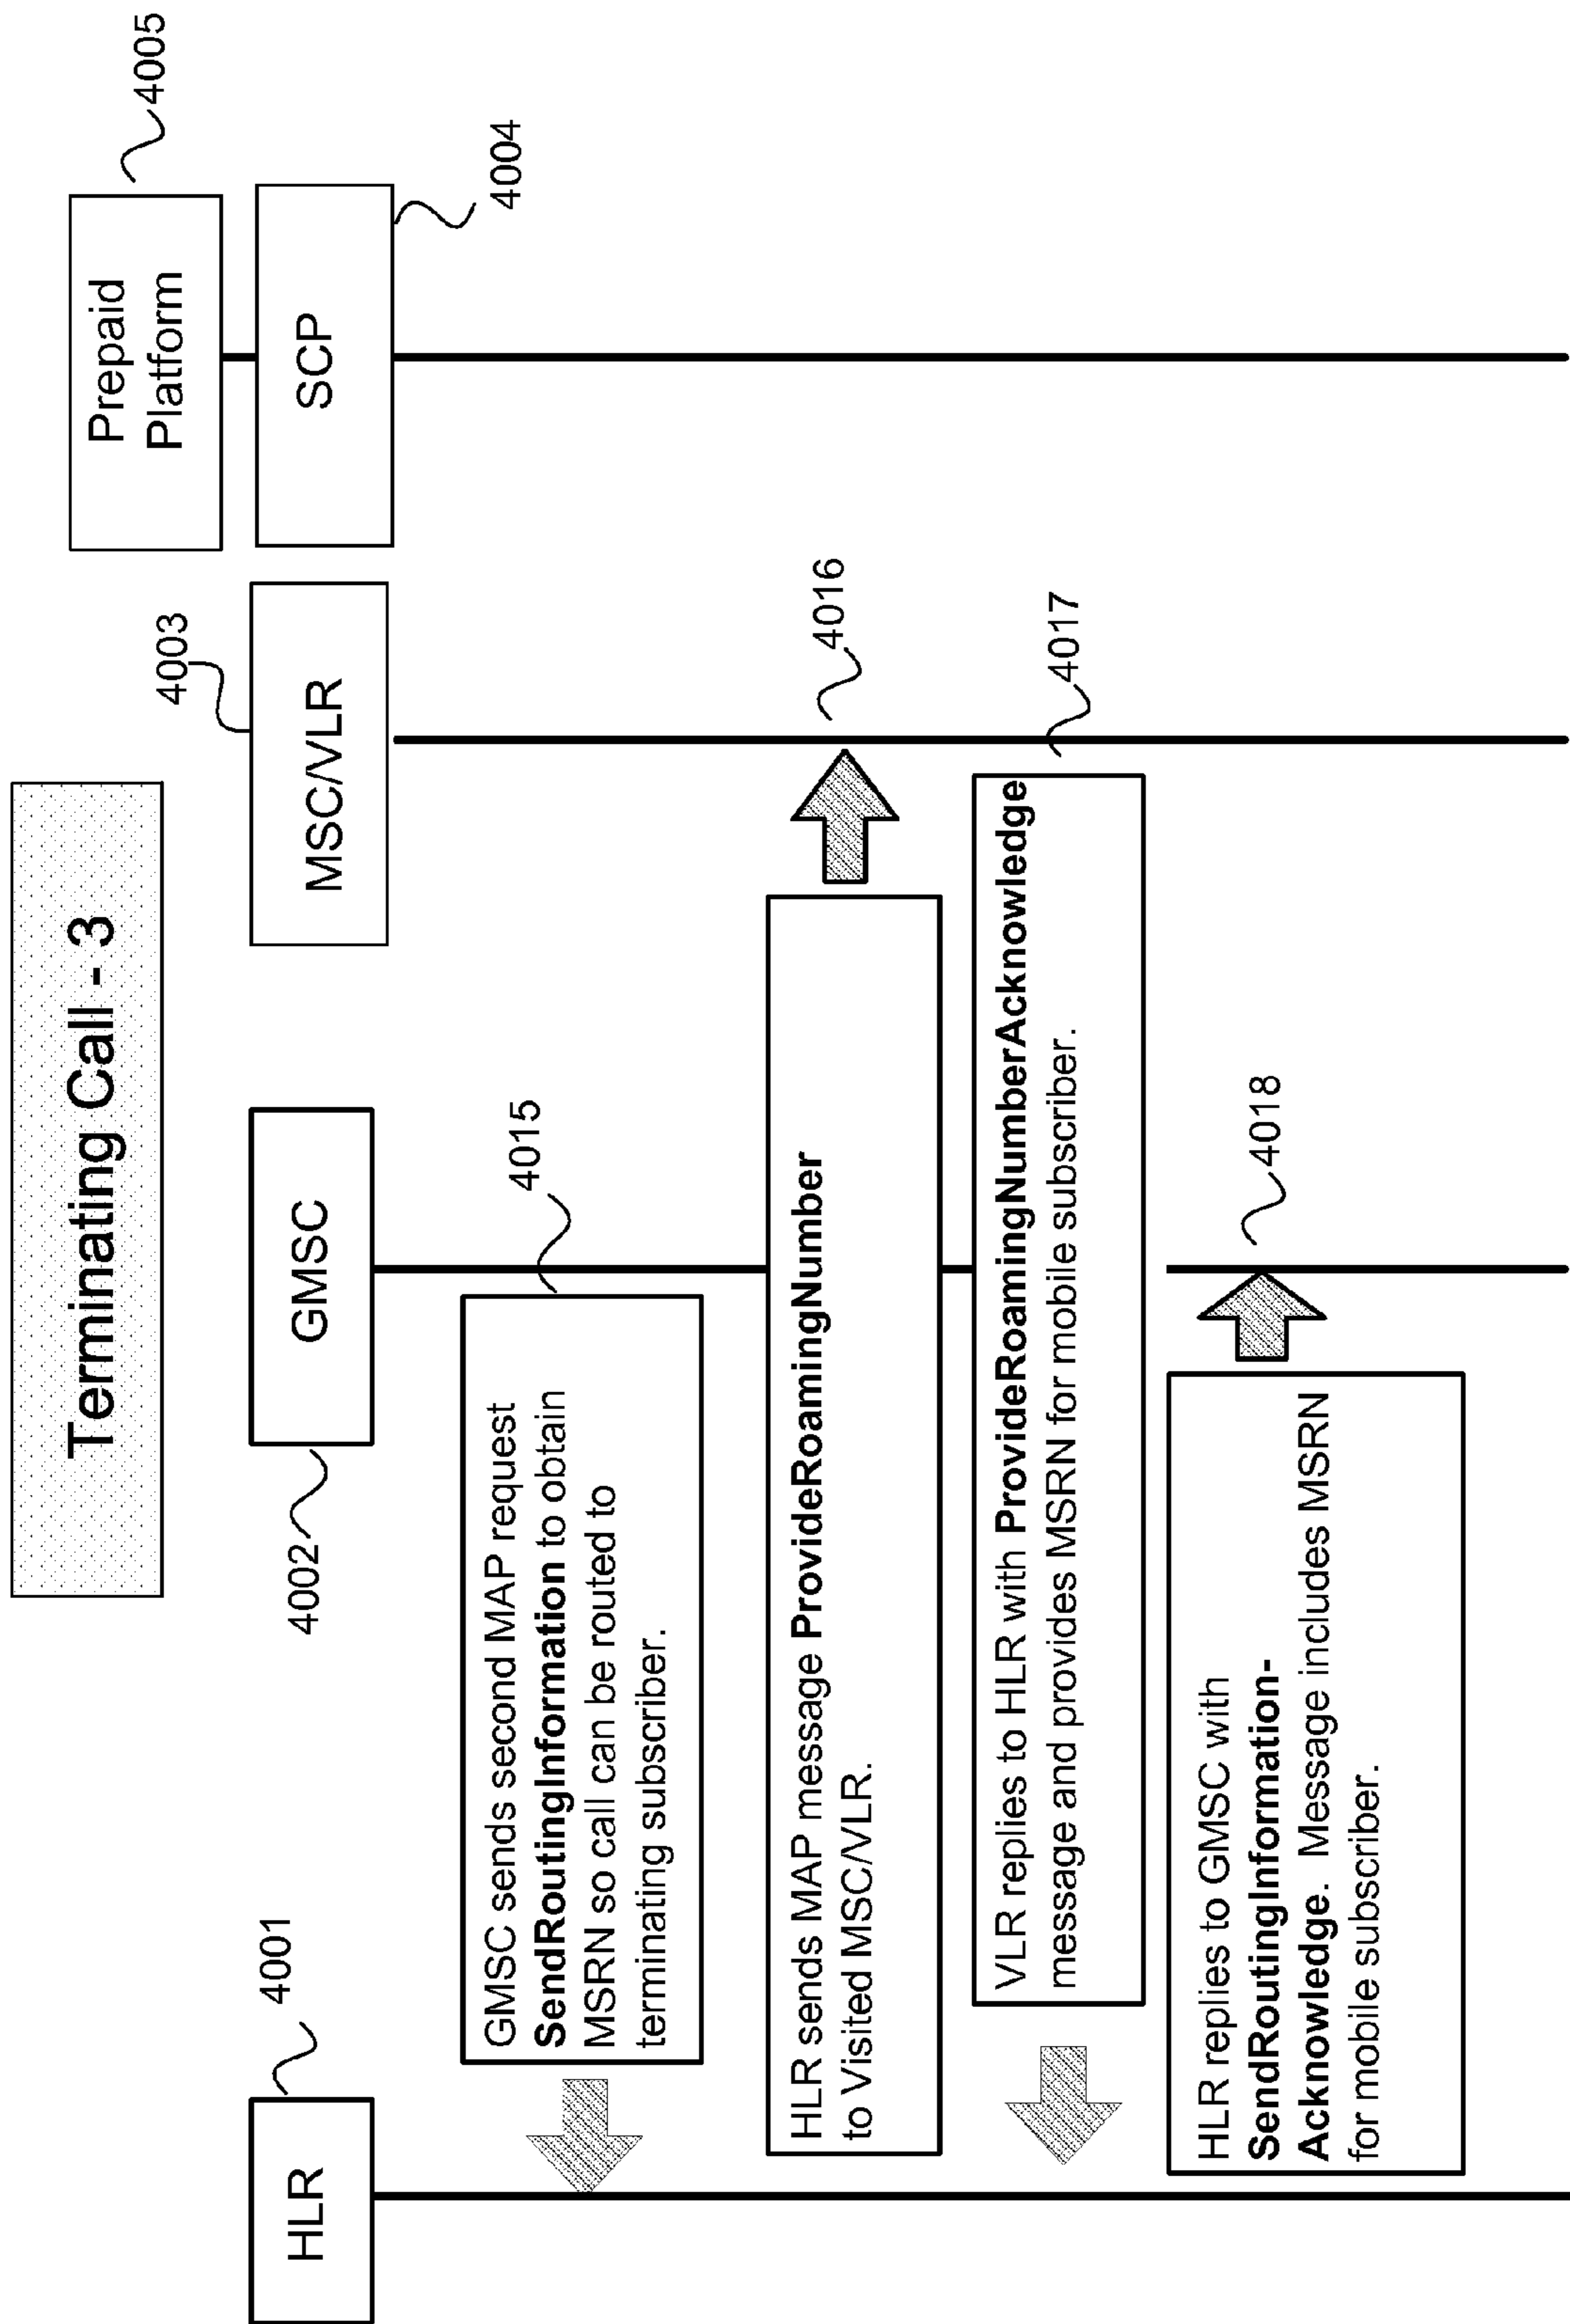 Terminating Call - 3
4005
Prepaid
Platform
4001
HLR
4002
GMSC
4003
MSC/VLR
SCP
4004
4015
GMSC sends second MAP request
SendRoutingInformation to obtain
MSRN so call can be routed to
terminating subscriber.
4016
HLR sends MAP message ProvideRoamingNumber
to Visited MSC/VLR.
4017
VLR replies to HLR with ProvideRoamingNumberAcknowledge
message and provides MSRN for mobile subscriber.
4018
HLR replies to GMSC with
SendRoutingInformation-
Acknowledge. Message includes MSRN
for mobile subscriber.